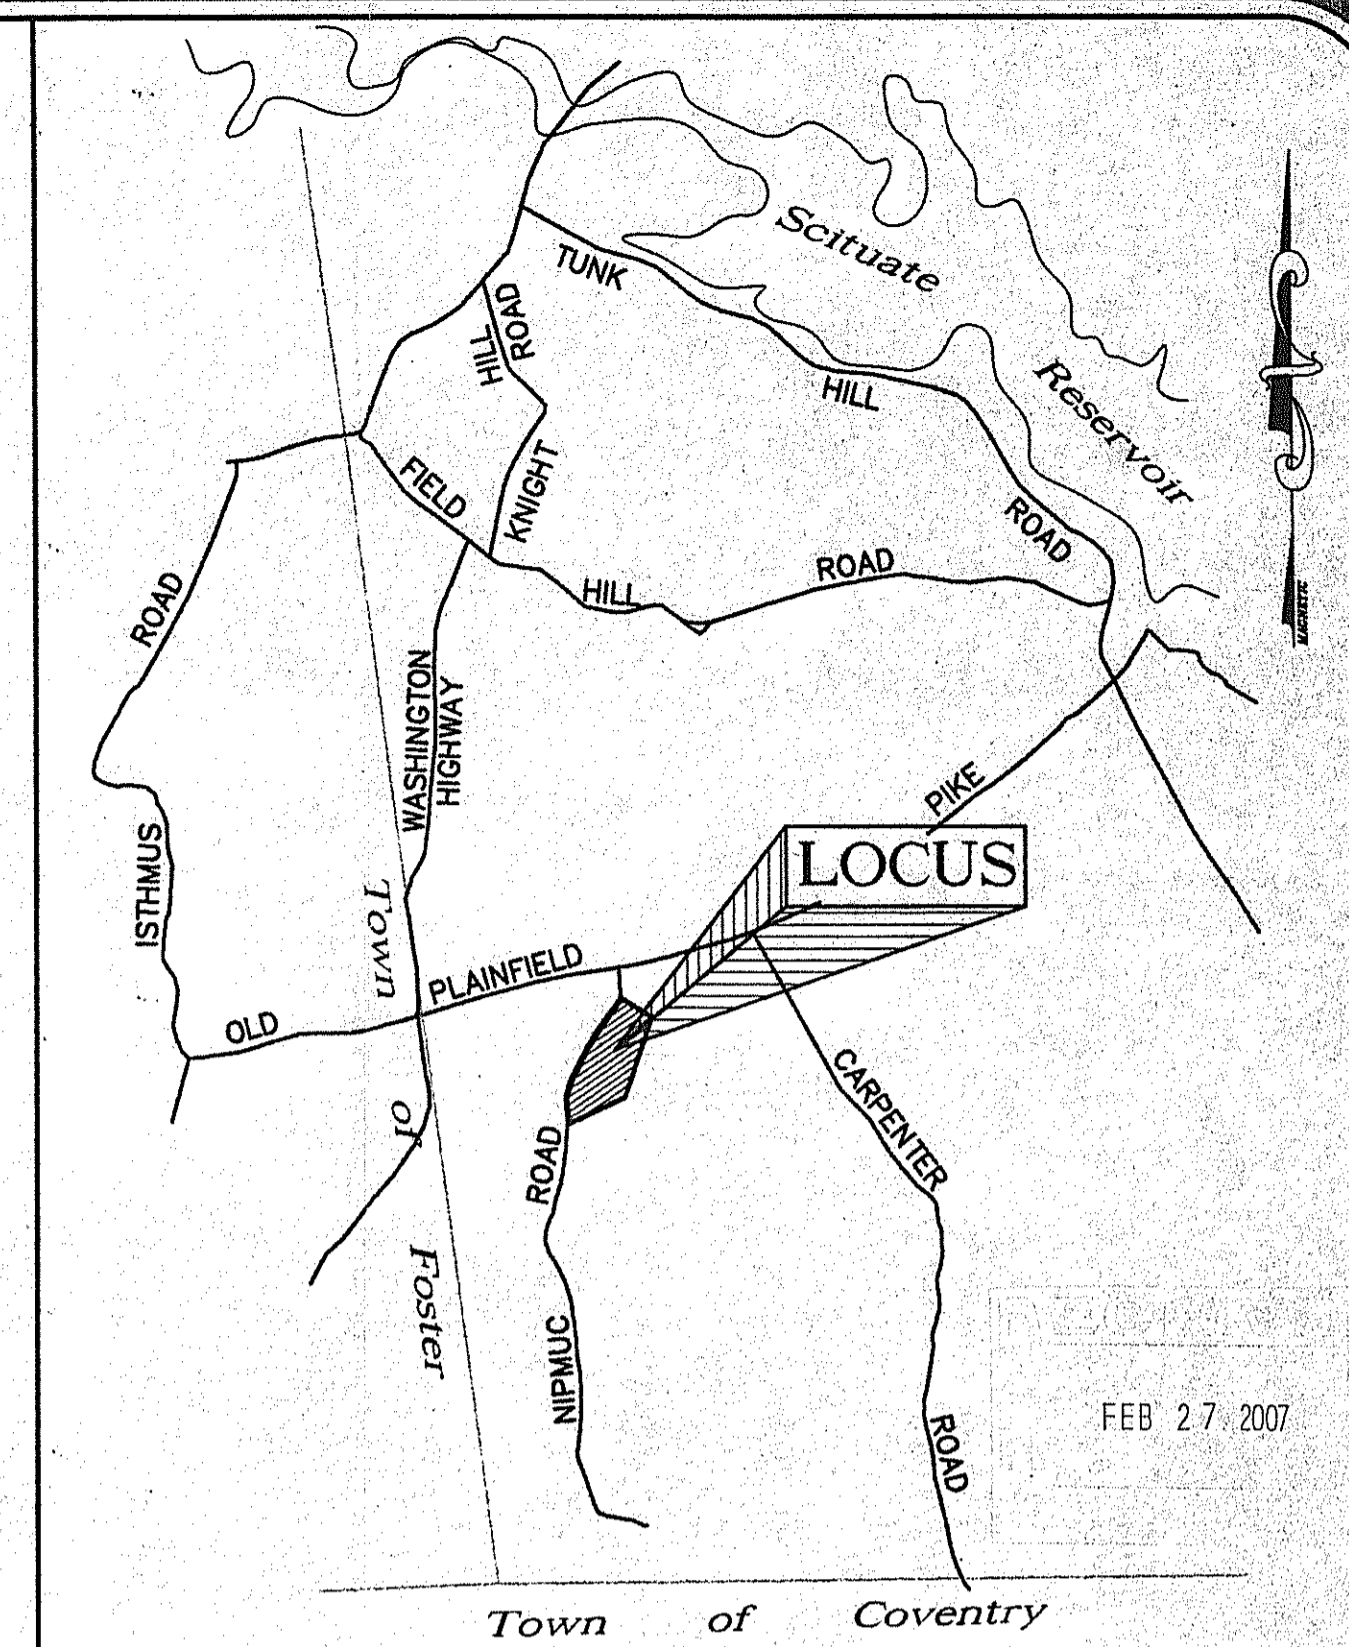 Scituate
Reservoir
TUNK
HILL
ROAD
KNIGHT
HILL
ROAD
FIELD
HILL
ROAD
MAGNETIC
ROAD
ISTHMUS
WASHINGTON
HIGHWAY
PIKE
LOCUS
Town
of
Foster
OLD
PLAINFIELD
CARPENTER
ROAD
ROAD
NIPMUC
FEB 27 2007
Town of Coventry